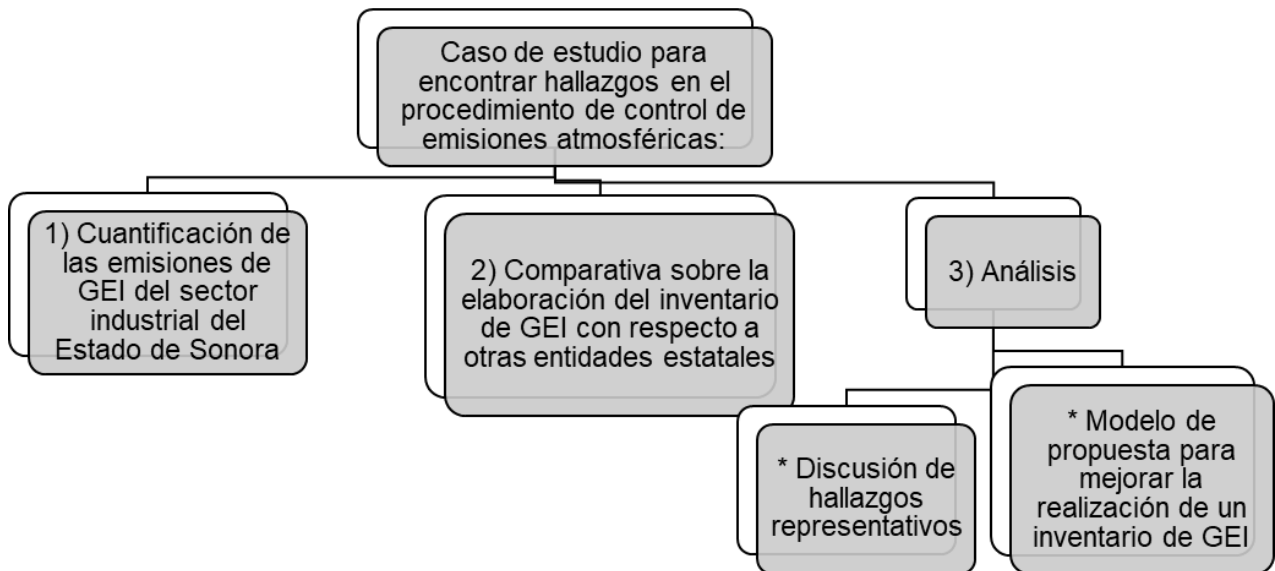 Caso de estudio para
encontrar hallazgos en el
procedimiento de control de
emisiones atmosféricas:
1) Cuantificación de
las emisiones de
GEI del sector
industrial del
Estado de Sonora
2) Comparativa sobre la
elaboración del inventario
de GEI con respecto a
otras entidades estatales
3) Análisis
* Discusión de
hallazgos
representativos
* Modelo de
propuesta para
mejorar la
realización de un
inventario de GEI